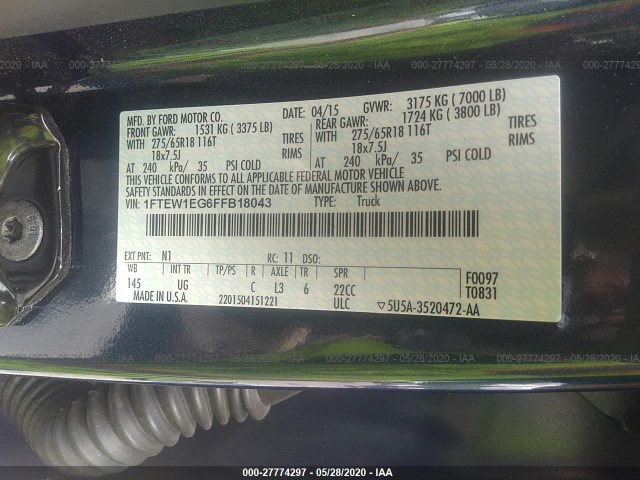 000-27774297 - 05/28/2020 - IAA
MFD. BY FORD MOTOR CO. 04/15 GVWR: 3175 KG ( 7000 LB)
FRONT GAWR: 1531 KG ( 3375 LB) REAR GAWR: 1724 KG ( 3800 LB)
WITH 275/65R18 116T TIRES WITH 275/65R18 116T TIRES
18x7.5J RIMS 18x7.5J RIMS
AT 240 kPa/ 35 PSI COLD AT 240 kPa/ 35 PSI COLD
THIS VEHICLE CONFORMS TO ALL APPLICABLE FEDERAL MOTOR VEHICLE
SAFETY STANDARDS IN EFFECT ON THE DATE OF MANUFACTURE SHOWN ABOVE.
VIN: 1FTEW1EG6FFB18043 TYPE: Truck
EXT PNT: N1 RC: 11 DSO:
WB INT TR TP/PS R AXLE TR SPR F0097
145 UG C L3 6 22CC T0831
MADE IN U.S.A. 2201504151221 ULC ▽5U5A-3520472-AA
000-27774297 - 05/28/2020 - IAA
000-27774297 - 05/28/2020 - IAA